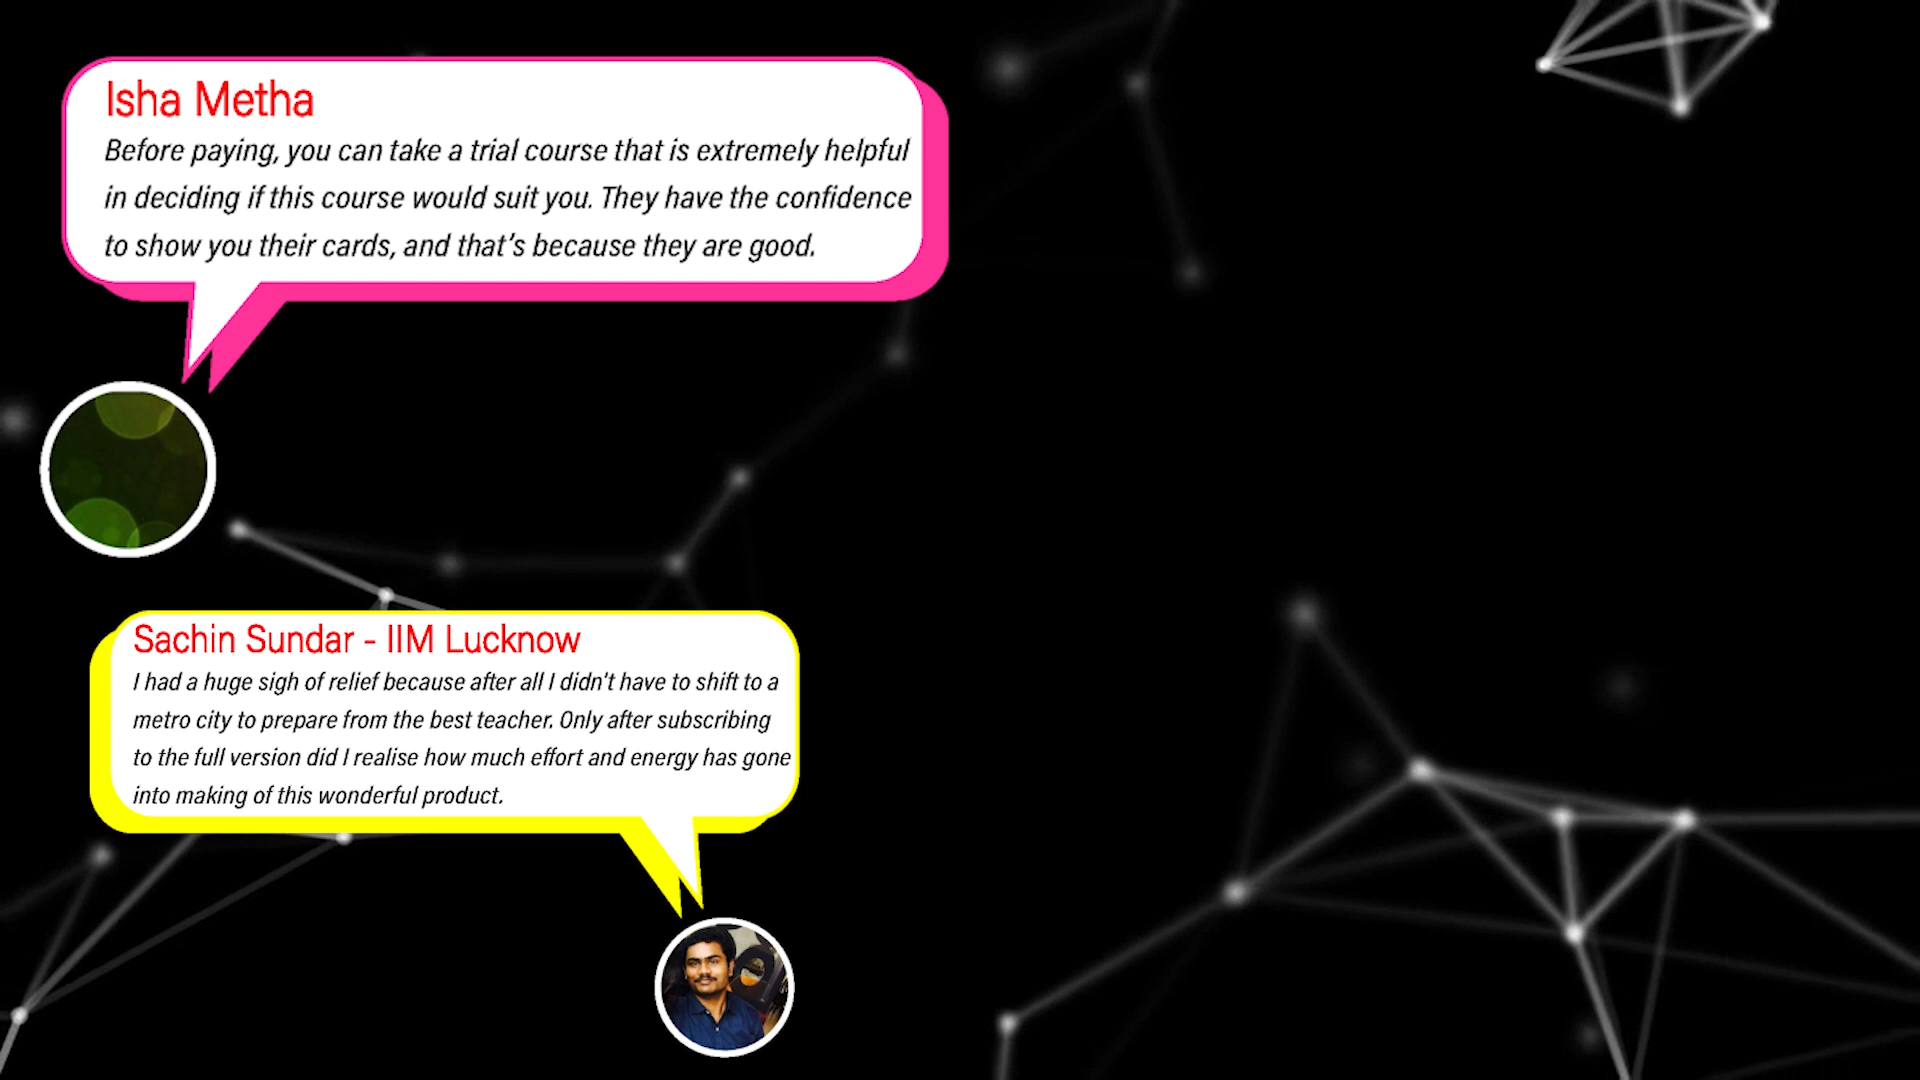 Isha Metha
Before paying, you can take a trial course that is extremely helpful
in deciding if this course would suit you. They have the confidence
to show you their cards, and that's because they are good.
Sachin Sundar - IIM Lucknow
I had a huge sigh of relief because after all I didn't have to shift to a
metro city to prepare from the best teacher. Only after subscribing
to the full version did I realise how much effort and energy has gone
into making of this wonderful product.